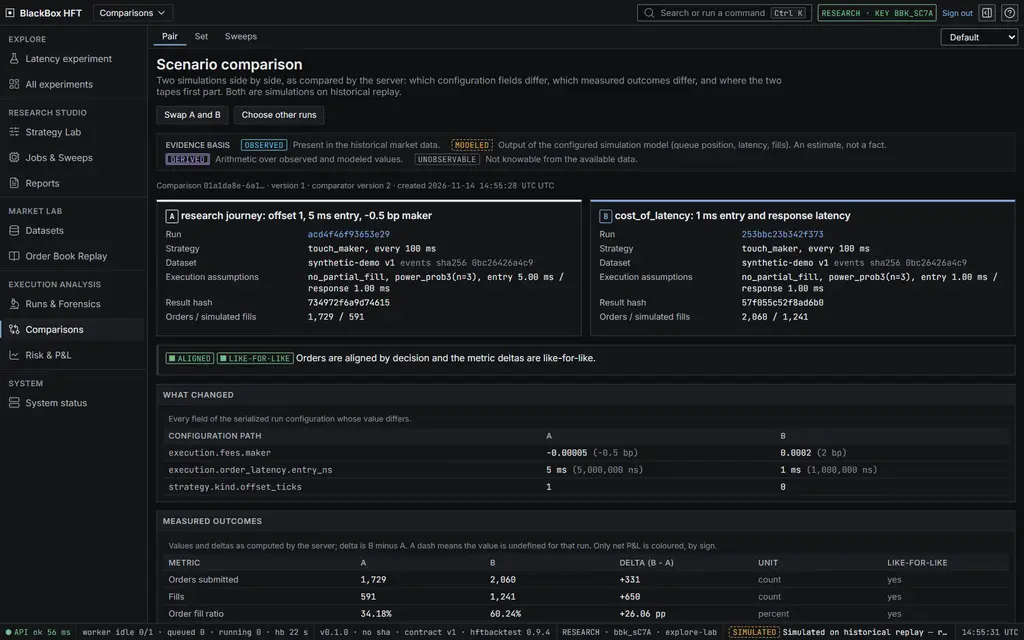 BlackBox HFT
Comparisons
Search or run a command Ctrl K
RESEARCH · KEY BBK_SC7A
Sign out
EXPLORE
Latency experiment
All experiments
RESEARCH STUDIO
Strategy Lab
Jobs & Sweeps
Reports
MARKET LAB
Datasets
Order Book Replay
EXECUTION ANALYSIS
Runs & Forensics
Comparisons
Risk & P&L
SYSTEM
System status
Pair Set Sweeps
Default
Scenario comparison
Two simulations side by side, as compared by the server: which configuration fields differ, which measured outcomes differ, and where the two
tapes first part. Both are simulations on historical replay.
Swap A and B Choose other runs
EVIDENCE BASIS OBSERVED Present in the historical market data. MODELED Output of the configured simulation model (queue position, latency, fills). An estimate, not a fact.
DERIVED Arithmetic over observed and modeled values. UNOBSERVABLE Not knowable from the available data.
Comparison 01a1da8e-6a1… · version 1 · comparator version 2 · created 2026-11-14 14:55:28 UTC UTC
A research journey: offset 1, 5 ms entry, -0.5 bp maker
Run acd4f46f93653e29
Strategy touch_maker, every 100 ms
Dataset synthetic-demo v1 events sha256 0bc26426a4c9
Execution assumptions no_partial_fill, power_prob3(n=3), entry 5.00 ms /
response 1.00 ms
Result hash 734972f6a9d74615
Orders / simulated fills 1,729 / 591
B cost_of_latency: 1 ms entry and response latency
Run 253bbc23b342f373
Strategy touch_maker, every 100 ms
Dataset synthetic-demo v1 events sha256 0bc26426a4c9
Execution assumptions no_partial_fill, power_prob3(n=3), entry 1.00 ms /
response 1.00 ms
Result hash 57f055c52f8ad6b0
Orders / simulated fills 2,060 / 1,241
ALIGNED LIKE-FOR-LIKE Orders are aligned by decision and the metric deltas are like-for-like.
WHAT CHANGED
Every field of the serialized run configuration whose value differs.
CONFIGURATION PATH A B
execution.fees.maker -0.00005 (-0.5 bp) 0.0002 (2 bp)
execution.order_latency.entry_ns 5 ms (5,000,000 ns) 1 ms (1,000,000 ns)
strategy.kind.offset_ticks 1 0
MEASURED OUTCOMES
Values and deltas as computed by the server; delta is B minus A. A dash means the value is undefined for that run. Only net P&L is coloured, by sign.
METRIC A B DELTA (B - A) UNIT LIKE-FOR-LIKE
Orders submitted 1,729 2,060 +331 count yes
Fills 591 1,241 +650 count yes
Order fill ratio 34.18% 60.24% +26.06 pp percent yes
API ok 56 ms worker idle 0/1 · queued 0 · running 0 · hb 22 s v0.1.0 · no sha · contract v1 · hftbacktest 0.9.4 RESEARCH · bbk_sC7A · explore-lab SIMULATED Simulated on historical replay — r… 14:55:31 UTC